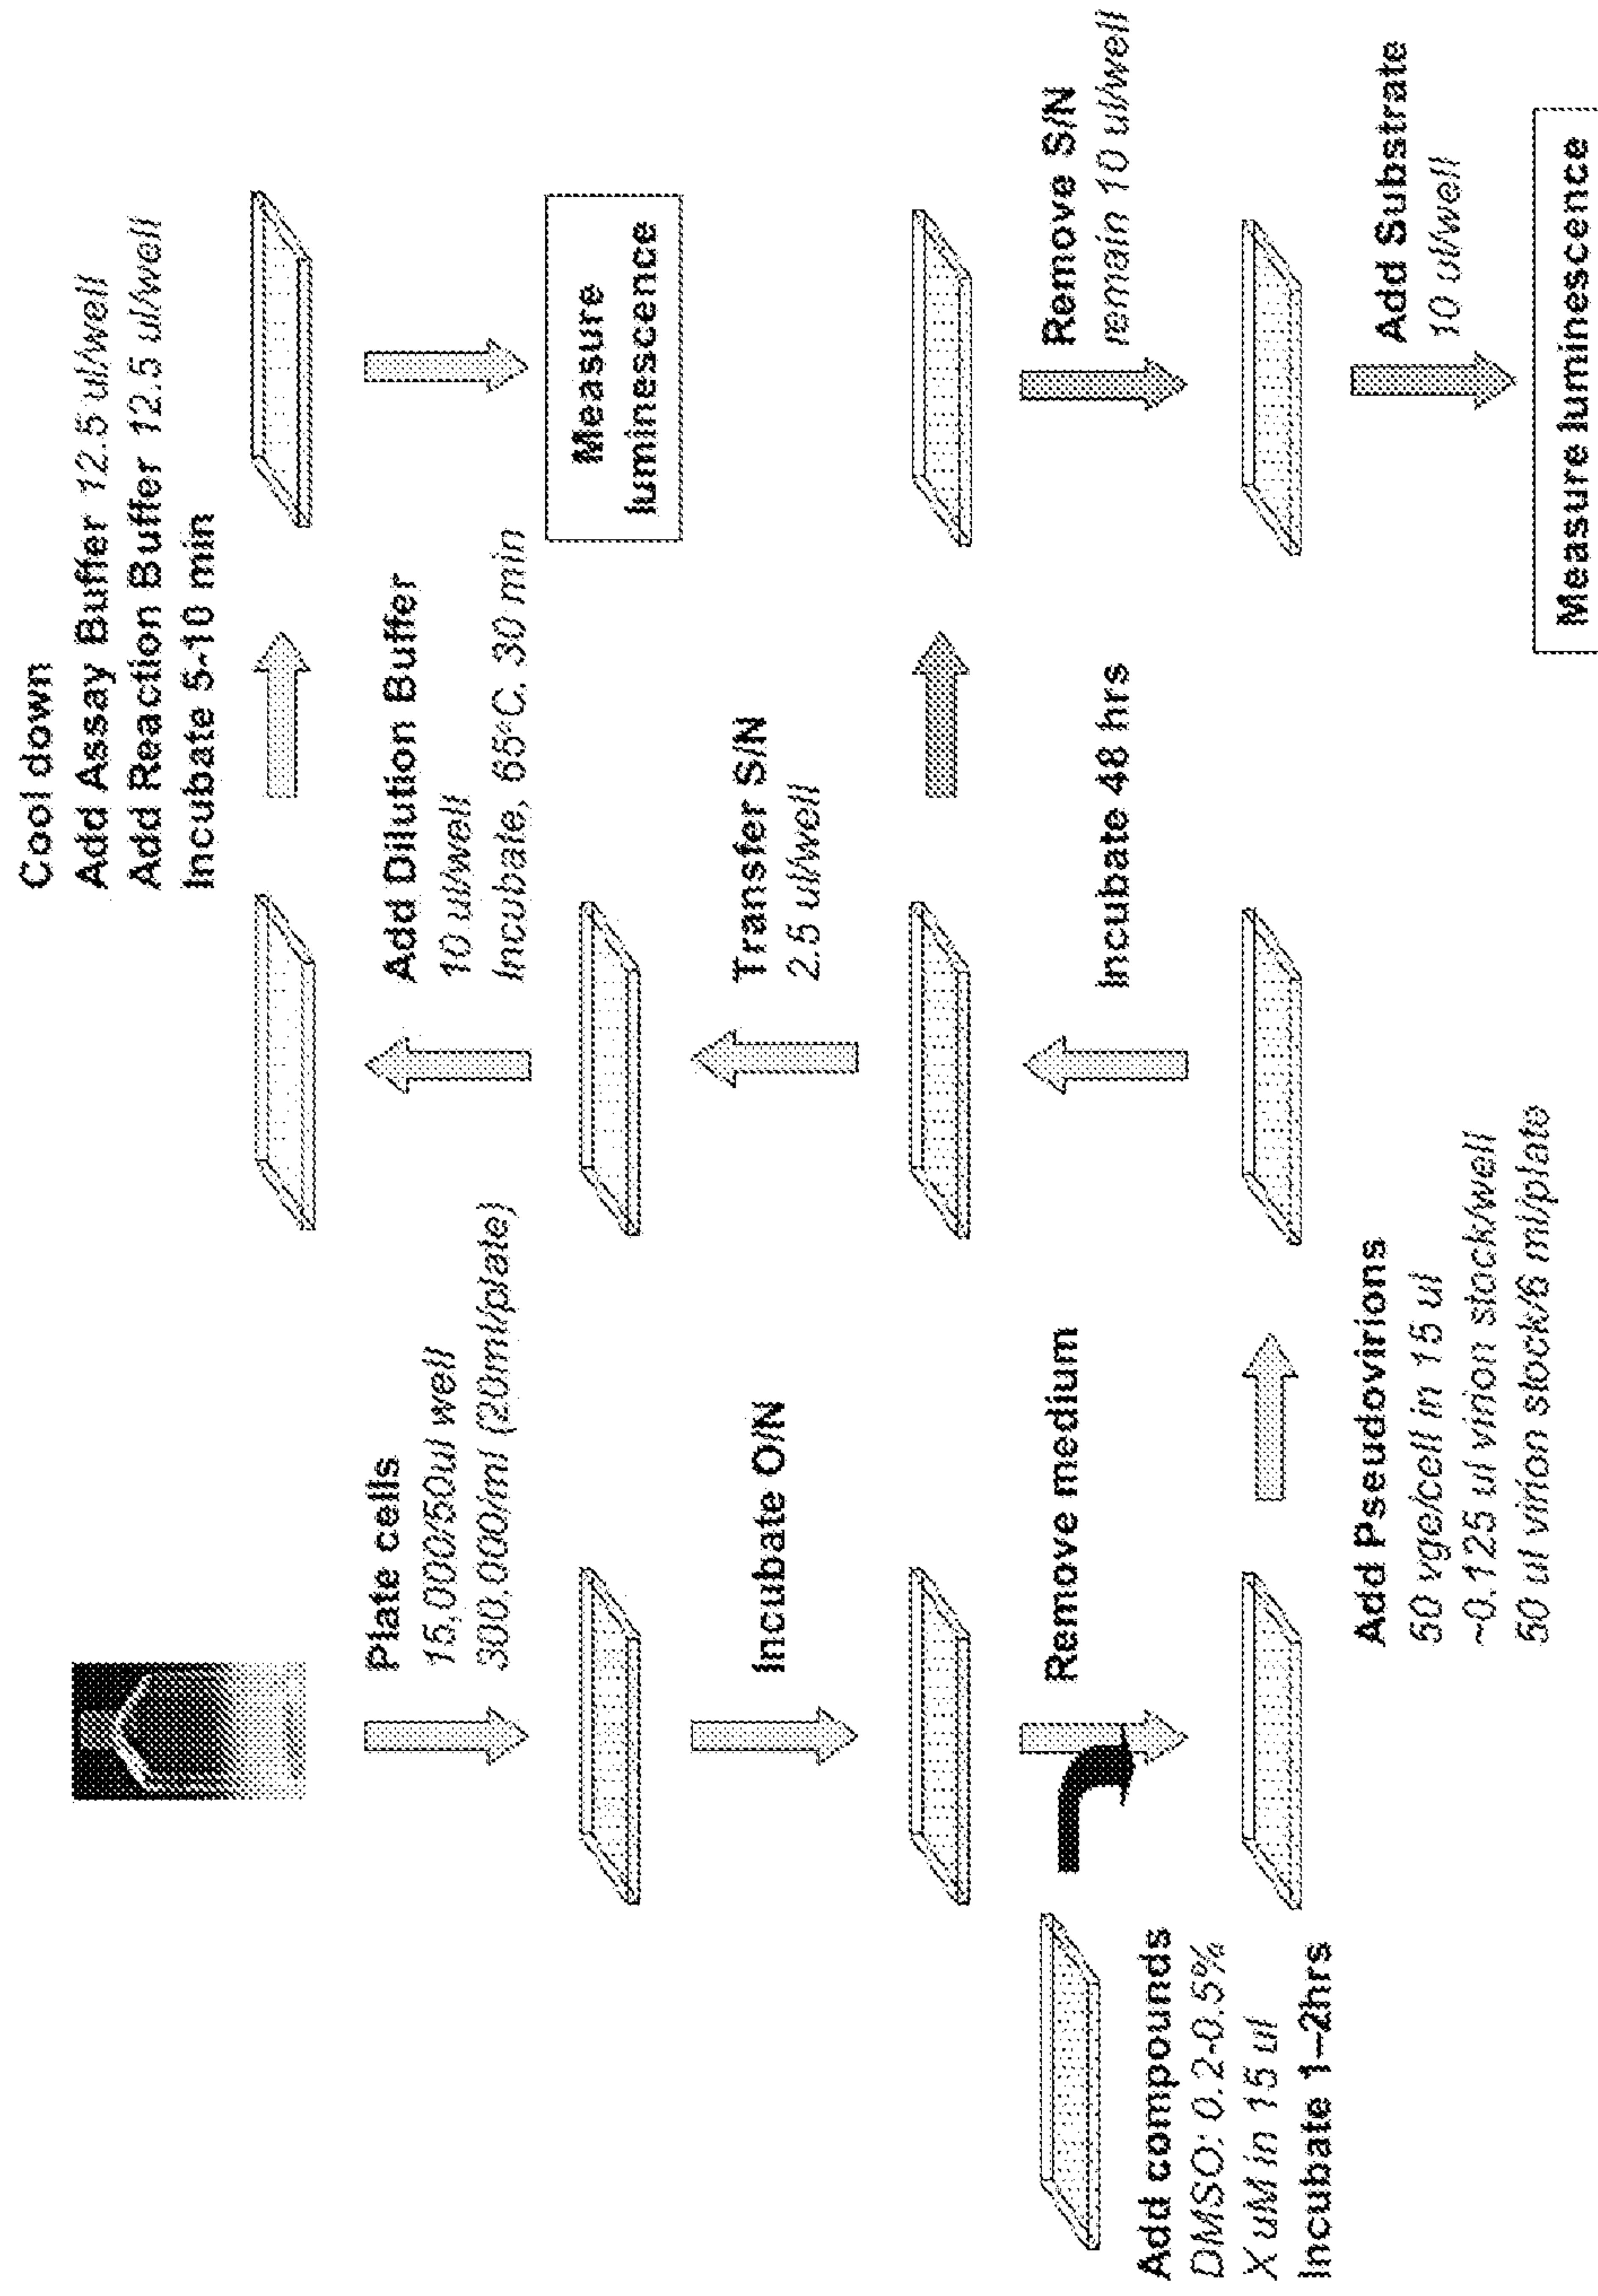 Plate cells
15,000/50ul well
300,000/ml (20ml/plate)
Incubate O/N
Remove medium
Add compounds
DMSO: 0.2-0.5%
X uM in 15 ul
Incubate 1–2hrs
Add Pseudovirions
50 vge/cell in 15 ul
~0.125 ul virion stock/well
50 ul virion stock/6 ml/plate
Incubate 48 hrs
Transfer S/N
2.5 ul/well
Add Dilution Buffer
10 ul/well
Incubate, 65°C, 30 min
Cool down
Add Assay Buffer 12.5 ul/well
Add Reaction Buffer 12.5 ul/well
Incubate 5-10 min
Measure
luminescence
Remove S/N
remain 10 ul/well
Add Substrate
10 ul/well
Measure luminescence